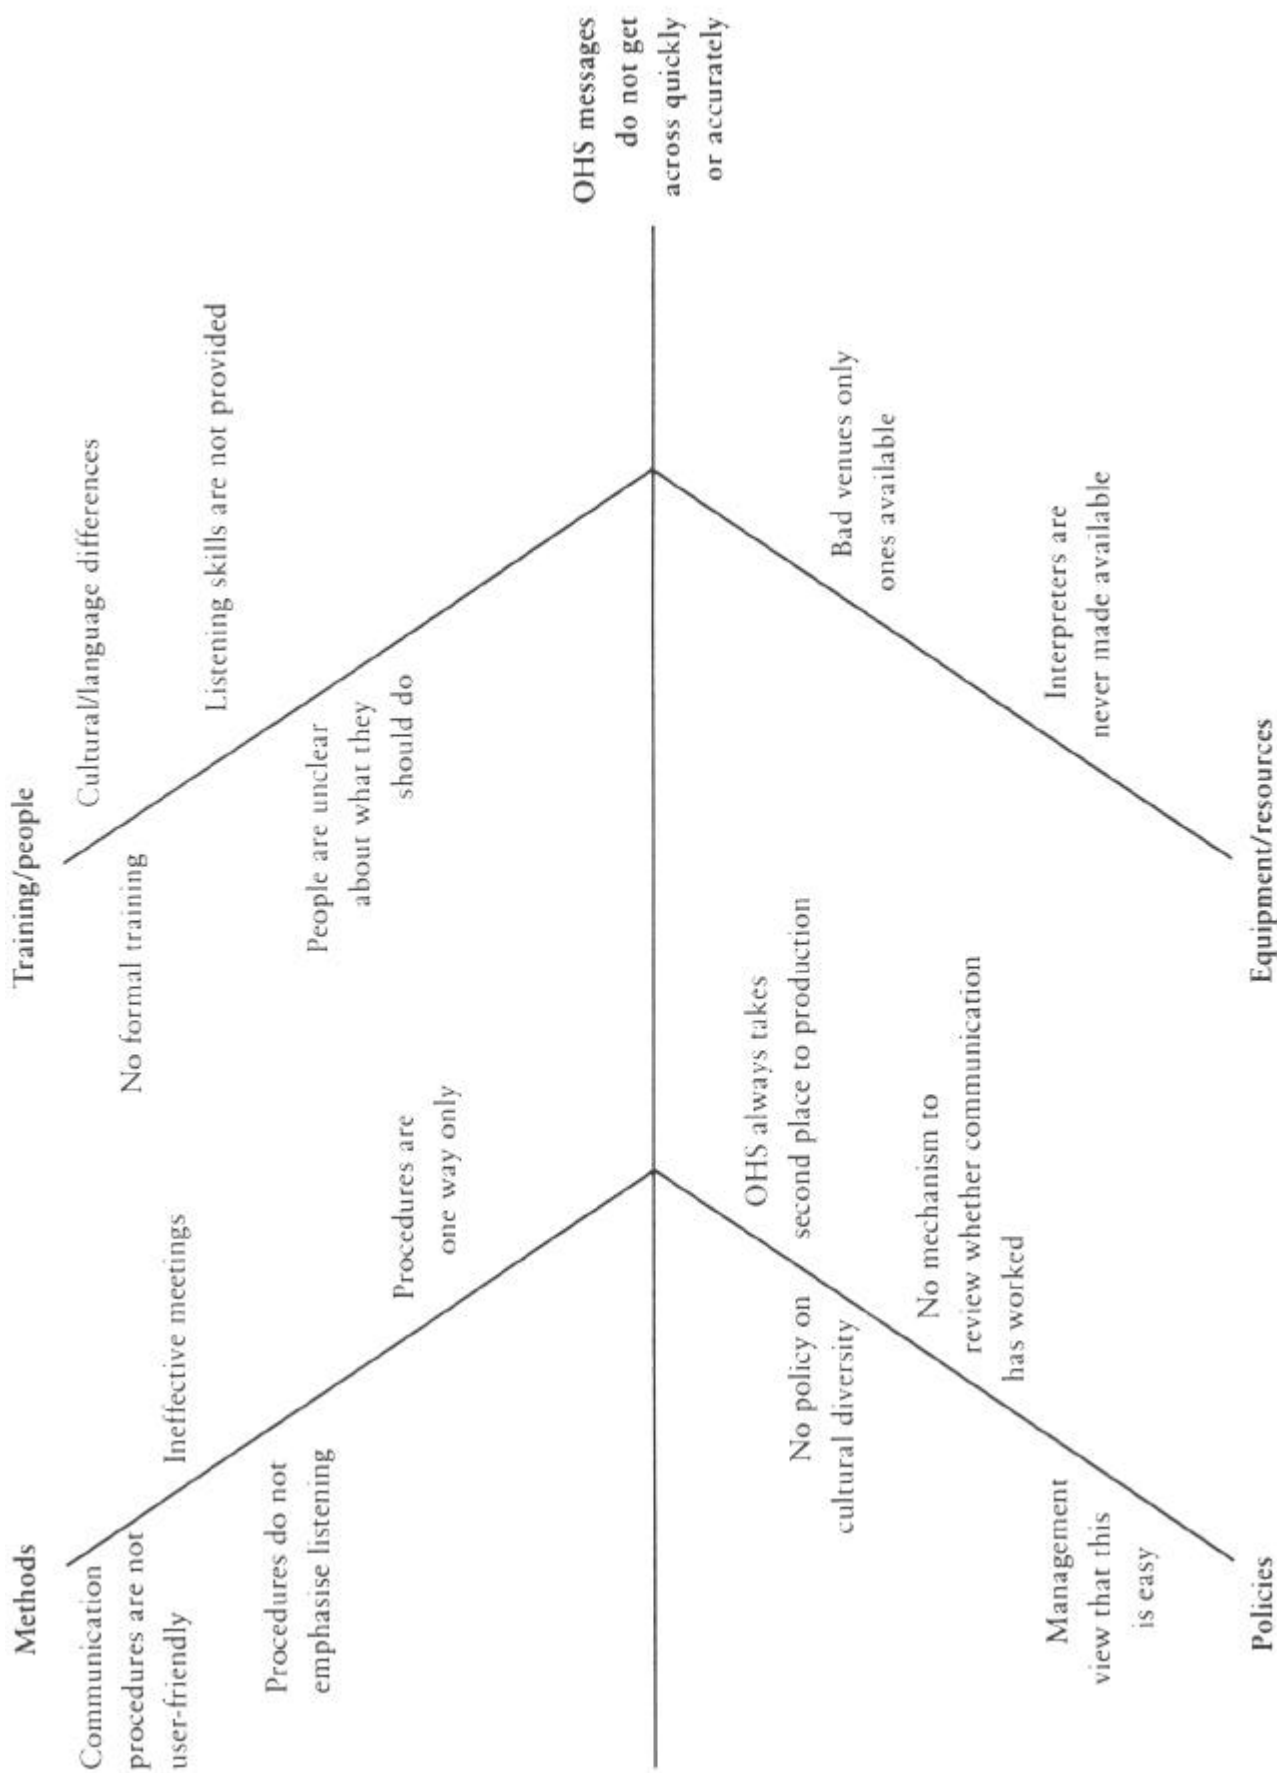 Methods
Communication
procedures are not
user-friendly
Ineffective meetings
Procedures do not
emphasise listening
Procedures are
one way only
Training/people
No formal training
Cultural/language differences
Listening skills are not provided
People are unclear
about what they
should do
OHS messages
do not get
across quickly
or accurately
OHS always takes
second place to production
No policy on
cultural diversity
No mechanism to
review whether communication
has worked
Management
view that this
is easy
Policies
Bad venues only
ones available
Interpreters are
never made available
Equipment/resources